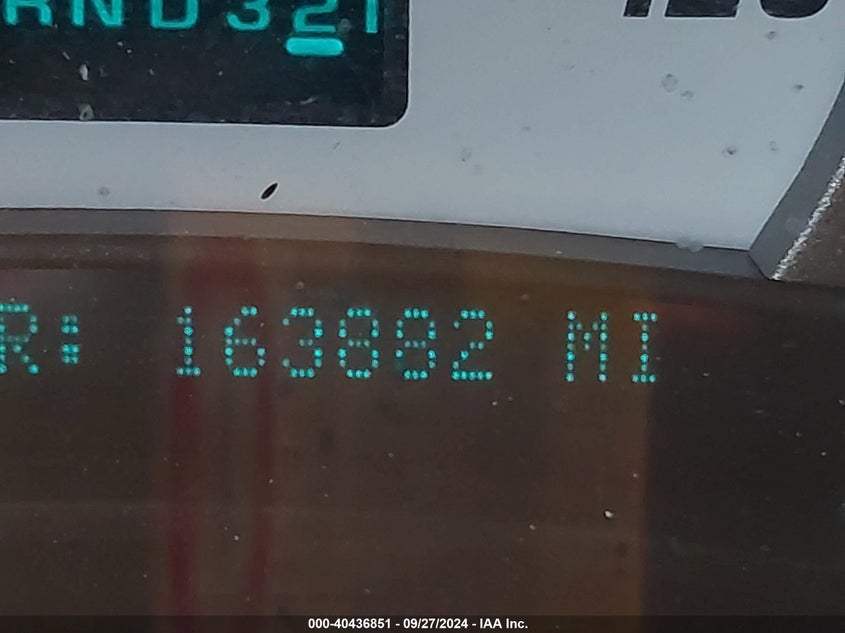 RND321
R: 163882 MI
000-40436851 - 09/27/2024 - IAA Inc.